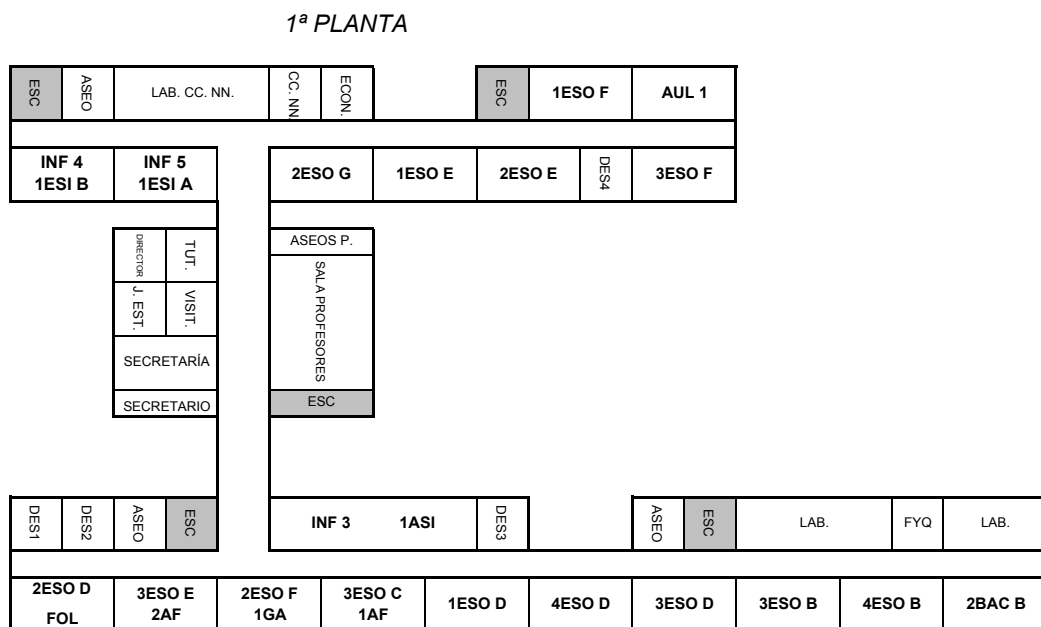 1ª PLANTA
ESC
ASEO
LAB. CC. NN.
CC. NN.
ECON.
ESC
1ESO F
AUL 1
INF 4
1ESI B
INF 5
1ESI A
2ESO G
1ESO E
2ESO E
DES4
3ESO F
DIRECTOR
TUT.
ASEOS P.
J. EST.
VISIT.
SALA PROFESORES
SECRETARÍA
SECRETARIO
ESC
DES1
DES2
ASEO
ESC
INF 3 1ASI
DES3
ASEO
ESC
LAB.
FYQ
LAB.
2ESO D
FOL
3ESO E
2AF
2ESO F
1GA
3ESO C
1AF
1ESO D
4ESO D
3ESO D
3ESO B
4ESO B
2BAC B